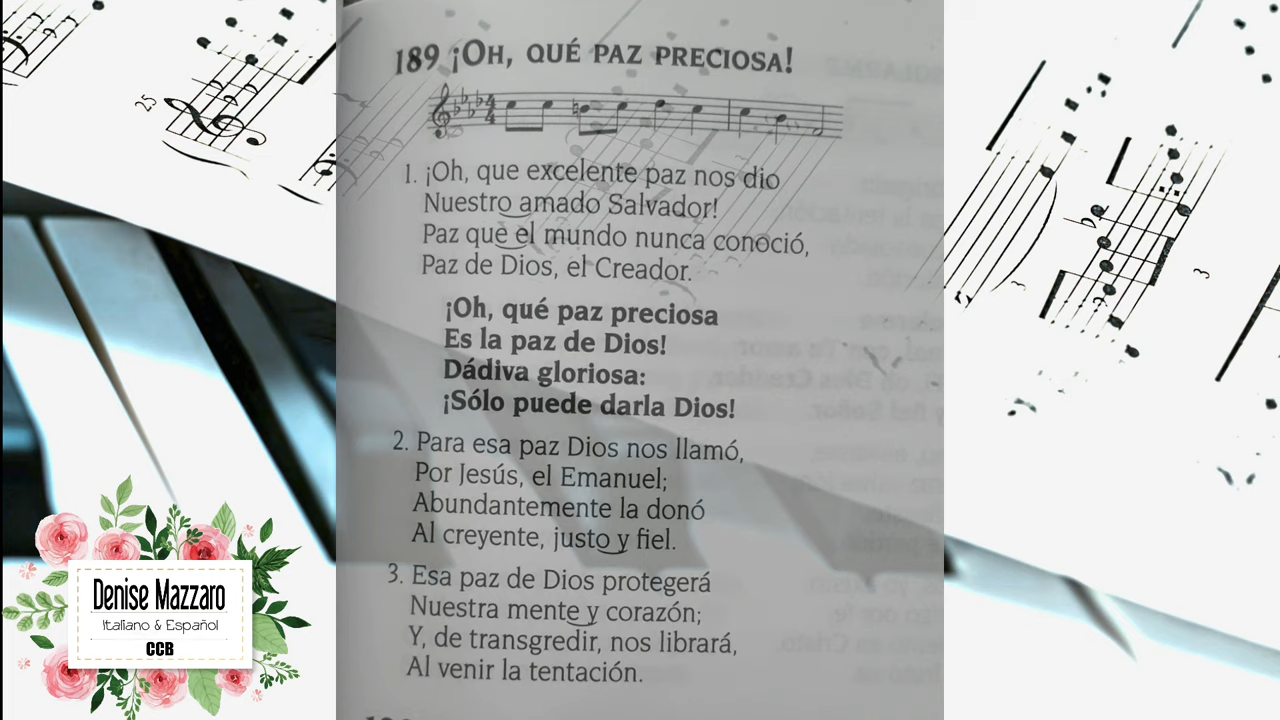 189 ¡OH, QUÉ PAZ PRECIOSA!
1. ¡Oh, que excelente paz nos dio
Nuestro amado Salvador!
Paz que el mundo nunca conoció,
Paz de Dios, el Creador.
¡Oh, qué paz preciosa
Es la paz de Dios!
Dádiva gloriosa:
¡Sólo puede darla Dios!
2. Para esa paz Dios nos llamó,
Por Jesús, el Emanuel;
Abundantemente la donó
Al creyente, justo y fiel.
3. Esa paz de Dios protegerá
Nuestra mente y corazón;
Y, de transgredir, nos librará,
Al venir la tentación.
Denise Mazzaro
Italiano & Español
CCB
25
3
3